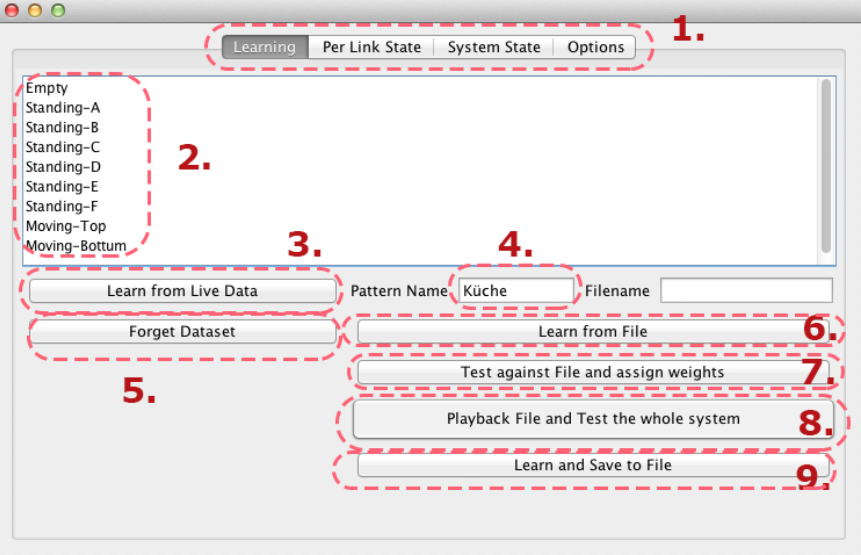 1.
Learning Per Link State System State Options
Empty
Standing-A
Standing-B
Standing-C
2.
Standing-D
Standing-E
Standing-F
Moving-Top
Moving-Bottum
3. 4.
Learn from Live Data Pattern Name Küche Filename
Forget Dataset Learn from File 6.
5. Test against File and assign weights 7.
Playback File and Test the whole system 8.
Learn and Save to File 9.